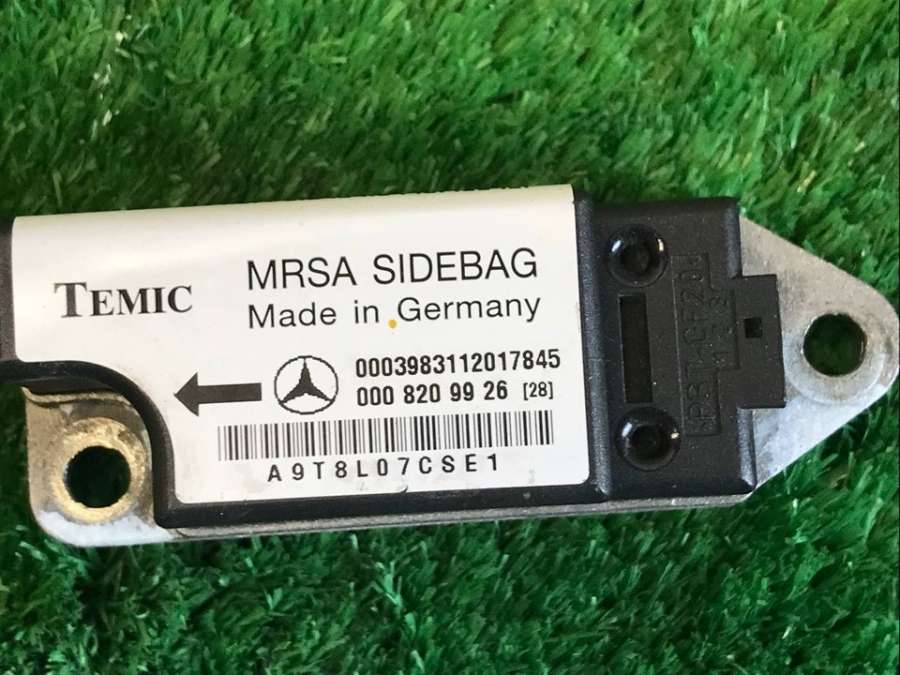 TEMIC
MRSA SIDEBAG
Made in Germany
0003983112017845
000 820 99 26 [28]
A9T8L07CSE1